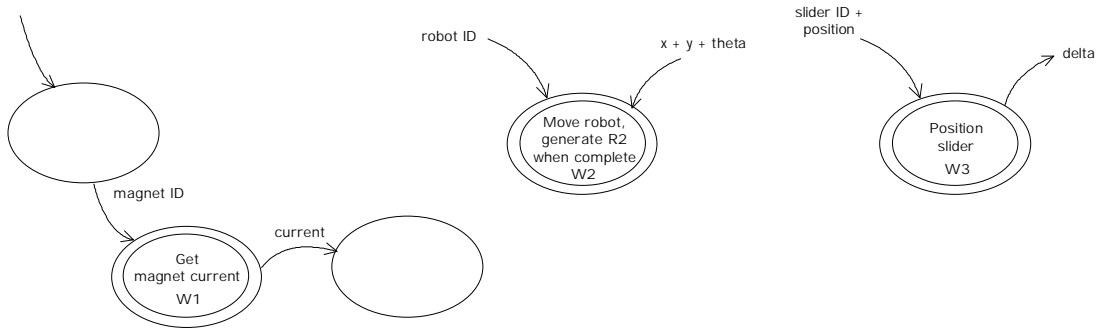 magnet ID
Get
magnet current
W1
current
robot ID
x + y + theta
Move robot,
generate R2
when complete
W2
slider ID +
position
delta
Position
slider
W3